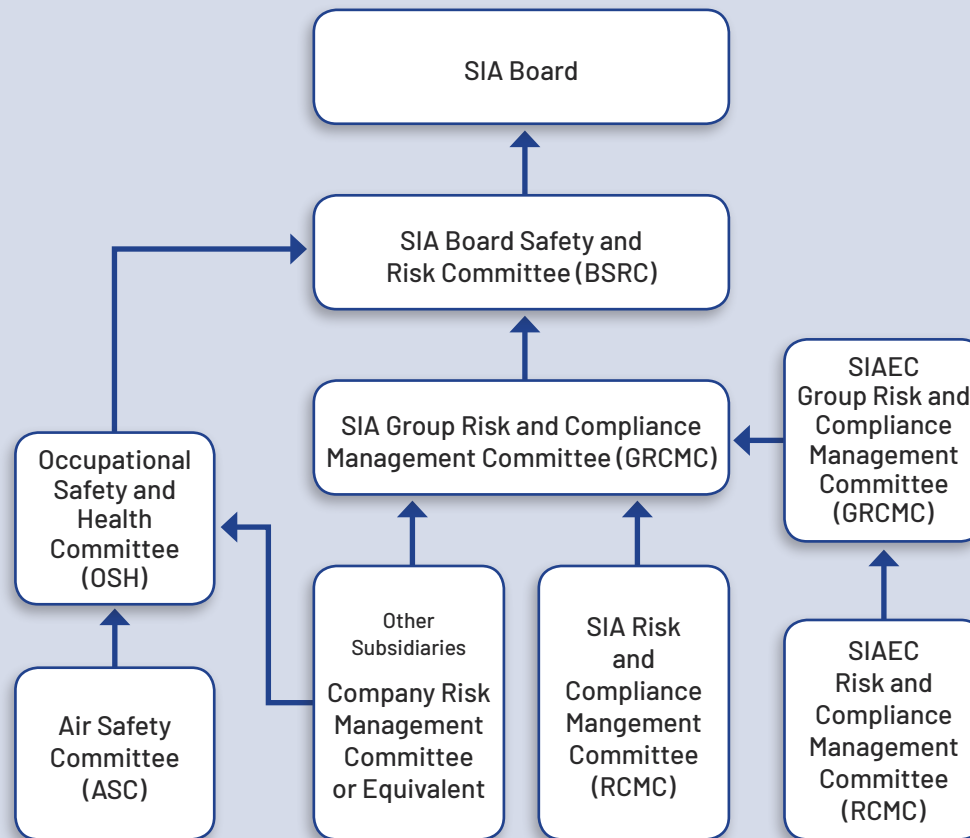 SIA Board
SIA Board Safety and
Risk Committee (BSRC)
SIA Group Risk and Compliance
Management Committee (GRCMC)
SIAEC
Group Risk and
Compliance
Management
Committee
(GRCMC)
Occupational
Safety and
Health
Committee
(OSH)
Air Safety
Committee
(ASC)
Other
Subsidiaries
Company Risk
Management
Committee
or Equivalent
SIA Risk
and
Compliance
Mangement
Committee
(RCMC)
SIAEC
Risk and
Compliance
Management
Committee
(RCMC)